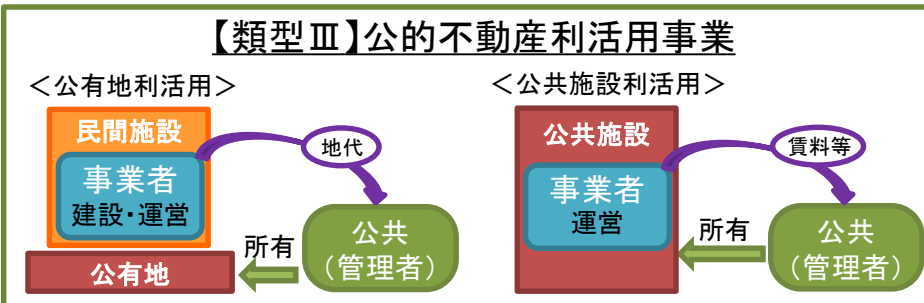 【類型Ⅲ】公的不動産利活用事業
＜公有地利活用＞
民間施設
事業者
建設・運営
公有地
地代
所有
公共
（管理者）
＜公共施設利活用＞
公共施設
事業者
運営
賃料等
所有
公共
（管理者）